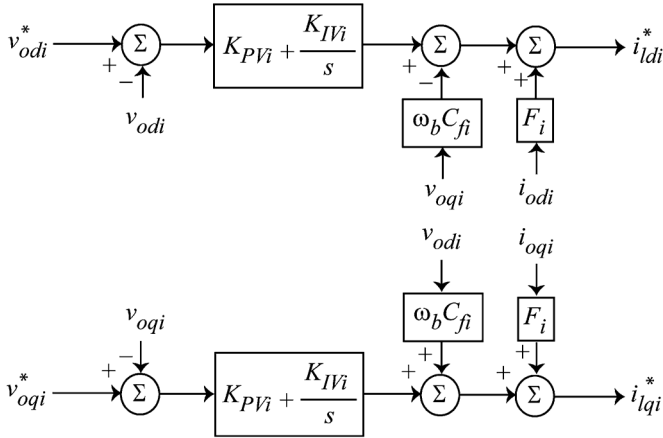 v*odi + − Σ KPVi + KIVi/s + − Σ + + Σ i*ldi
vodi ωbCfi Fi
voqi iodi
vodi ioqi
voqi ωbCfi Fi
v*oqi + − Σ KPVi + KIVi/s + + Σ + + Σ i*lqi